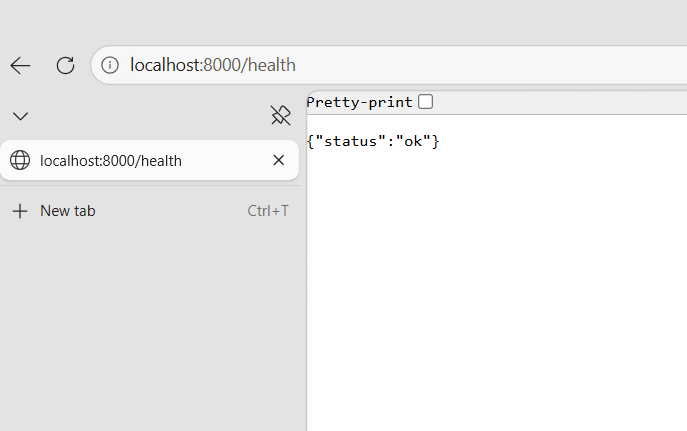 localhost:8000/health
Pretty-print
localhost:8000/health
{"status":"ok"}
New tab Ctrl+T